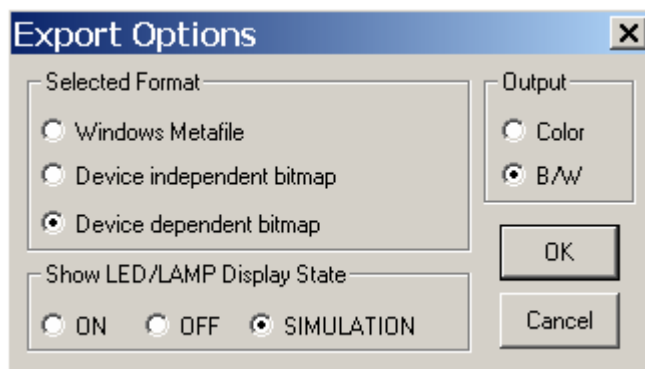 Export Options
Selected Format
Windows Metafile
Device independent bitmap
Device dependent bitmap
Output
Color
B/W
Show LED/LAMP Display State
ON OFF SIMULATION
OK
Cancel